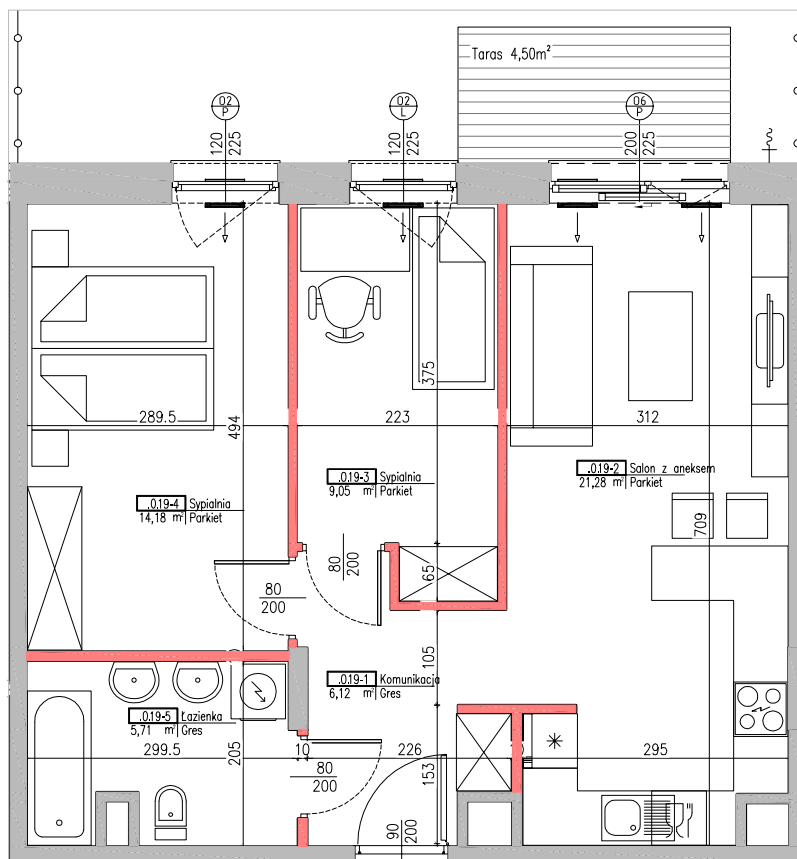 Taras 4,50m²
02
P
120
225
02
L
120
225
06
P
200
225
289.5
494
223
375
312
709
.019-3 Sypialnia
9,05 m² Parkiet
.019-2 Salon z aneksem
21,28 m² Parkiet
.019-4 Sypialnia
14,18 m² Parkiet
80
200
65
80
200
105
.019-1 Komunikacja
6,12 m² Gres
.019-5 Łazienka
5,71 m² Gres
299.5
205
10
80
200
226
153
295
90
200